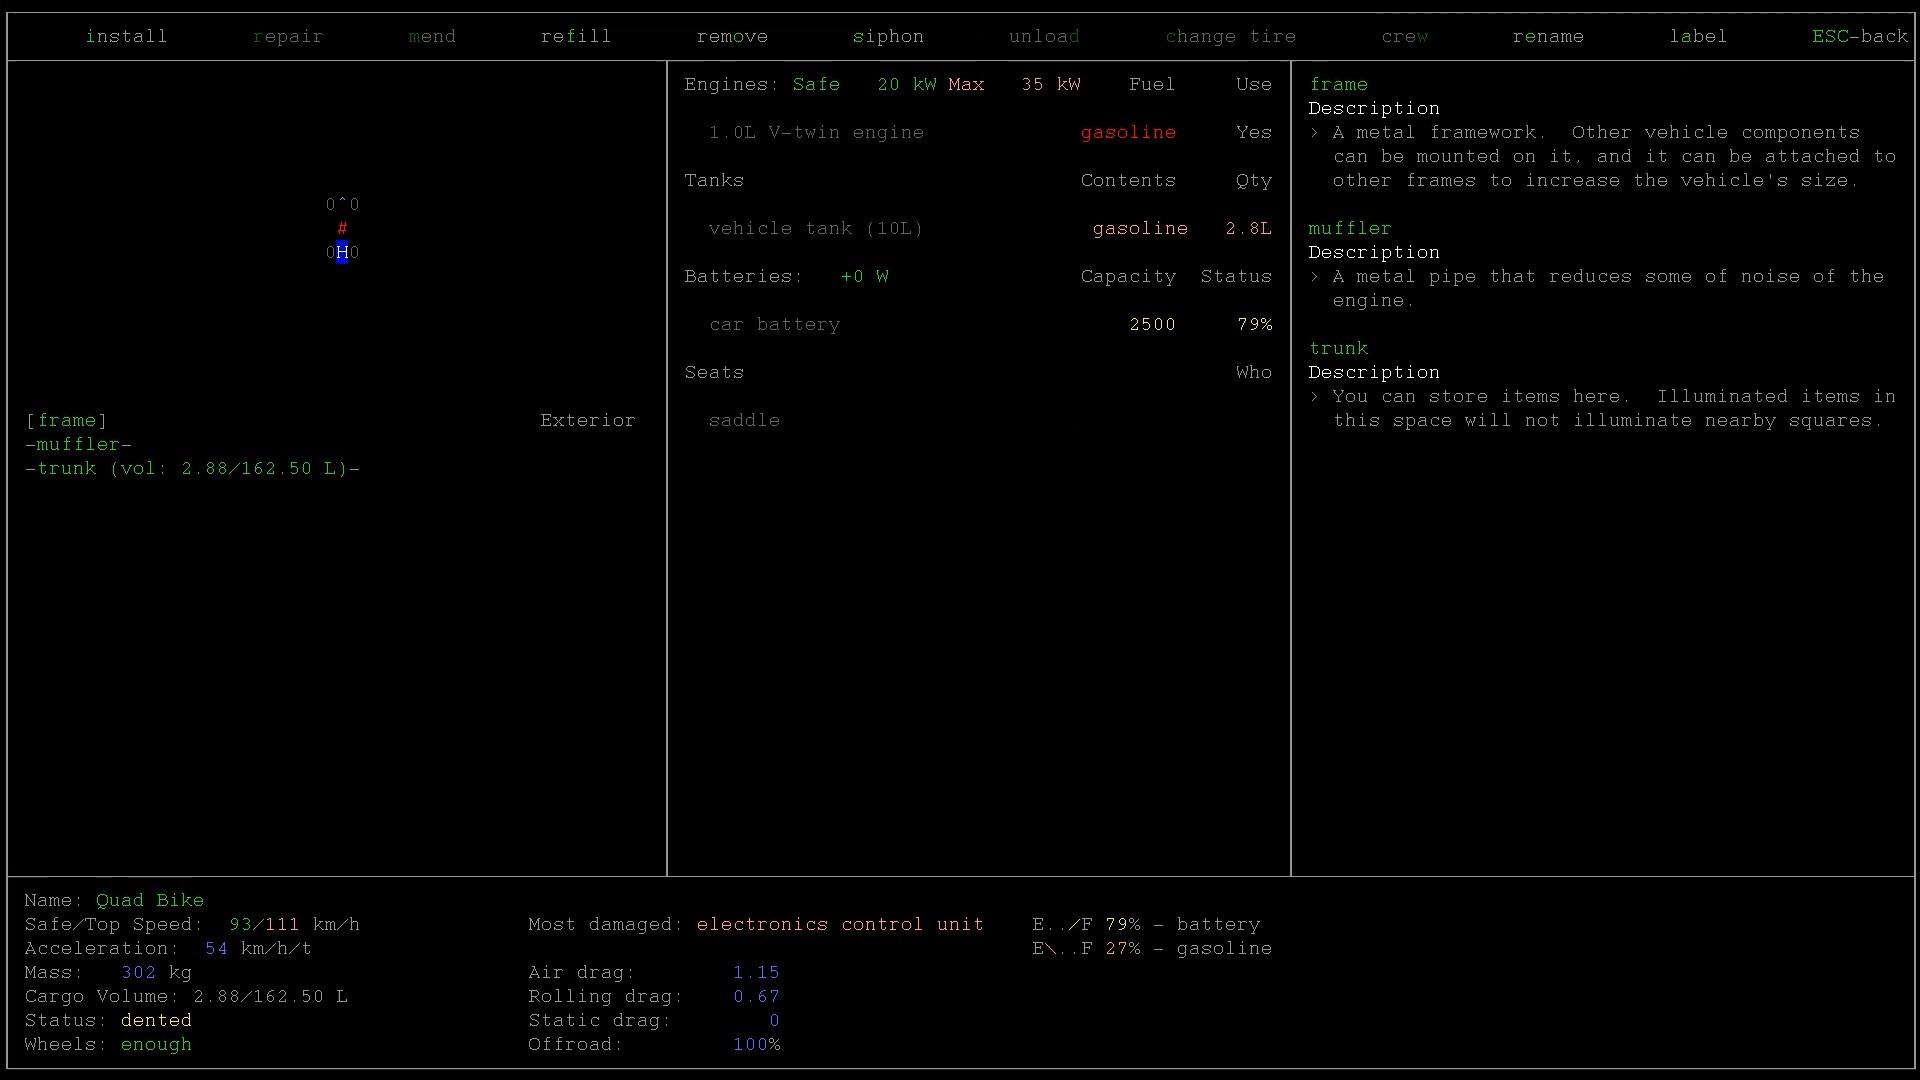 install repair mend refill remove siphon unload change tire crew rename label ESC-back
0^0
#
0H0
[frame] Exterior
-muffler-
-trunk (vol: 2.88/162.50 L)-
Engines: Safe 20 kW Max 35 kW Fuel Use
1.0L V-twin engine gasoline Yes
Tanks Contents Qty
vehicle tank (10L) gasoline 2.8L
Batteries: +0 W Capacity Status
car battery 2500 79%
Seats Who
saddle
frame
Description
> A metal framework.  Other vehicle components
can be mounted on it, and it can be attached to
other frames to increase the vehicle's size.
muffler
Description
> A metal pipe that reduces some of noise of the
engine.
trunk
Description
> You can store items here.  Illuminated items in
this space will not illuminate nearby squares.
Name: Quad Bike
Safe/Top Speed: 93/111 km/h Most damaged: electronics control unit E../F 79% - battery
Acceleration: 54 km/h/t E\..F 27% - gasoline
Mass: 302 kg Air drag: 1.15
Cargo Volume: 2.88/162.50 L Rolling drag: 0.67
Status: dented Static drag: 0
Wheels: enough Offroad: 100%